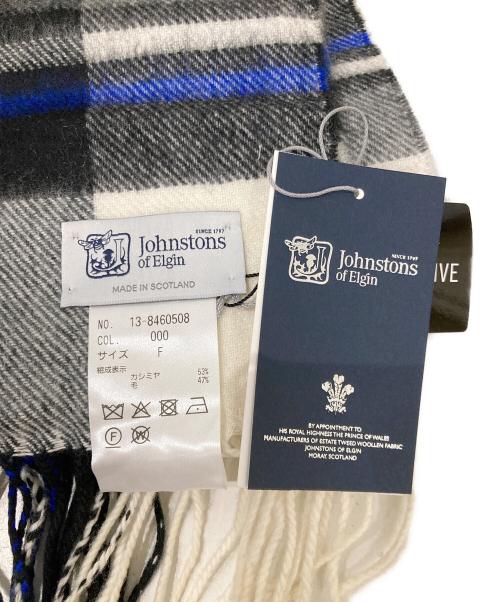 SINCE 1797
Johnstons
of Elgin
MADE IN SCOTLAND
NO. 13-8460508
COL. 000
サイズ F
組成表示
カシミヤ 53%
毛 47%
F
W
SINCE 1797
Johnstons
of Elgin
BY APPOINTMENT TO
HIS ROYAL HIGHNESS THE PRINCE OF WALES
MANUFACTURERS OF ESTATE TWEED WOOLLEN FABRIC
JOHNSTONS OF ELGIN
MORAY, SCOTLAND
IVE